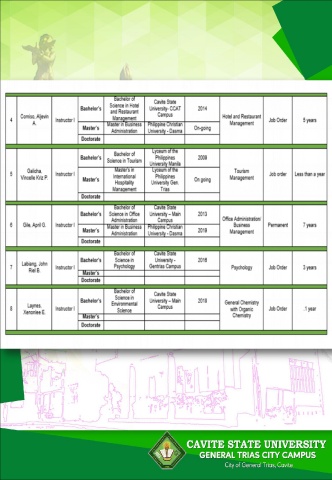 4 Corvioo, Aljevin A. Instructor I Bachelor's Bachelor of Science in Hotel and Restaurant Management Cavite State University- CCAT Campus 2014 Hotel and Restaurant Management Job Order 5 years
Master's Master in Business Administration Philippine Christian University - Dasma On-going
Doctorate
5 Galicha, Vincelle Kriz P. Instructor I Bachelor's Bachelor of Science in Tourism Lyceum of the Philippines University Manila 2008 Tourism Management Job order Less than a year
Master's Master's in International Hospitality Management Lyceum of the Philippines University Gen. Trias On going
Doctorate
6 Olie, April G. Instructor I Bachelor's Bachelor of Science in Office Administration Cavite State University – Main Campus 2013 Office Administration/ Business Management Permanent 7 years
Master's Master in Business Administration Philippine Christian University - Dasma 2019
Doctorate
7 Labiang, John Riel B. Instructor I Bachelor's Bachelor of Science in Psychology Cavite State University - Gentrias Campus 2016 Psychology Job Order 3 years
Master's
Doctorate
8 Laynes, Xeronlee E. Instructor I Bachelor's Bachelor of Science in Environmental Science Cavite State University – Main Campus 2018 General Chemistry with Organic Chemistry Job Order .1 year
Master's
Doctorate
CAVITE STATE UNIVERSITY
GENERAL TRIAS CITY CAMPUS
City of General Trias, Cavite